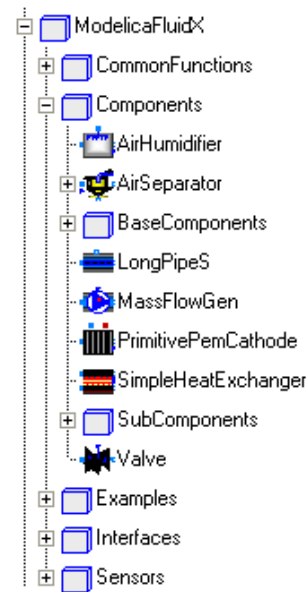 ModelicaFluidX
CommonFunctions
Components
AirHumidifier
AirSeparator
BaseComponents
LongPipeS
MassFlowGen
PrimitivePemCathode
SimpleHeatExchanger
SubComponents
Valve
Examples
Interfaces
Sensors